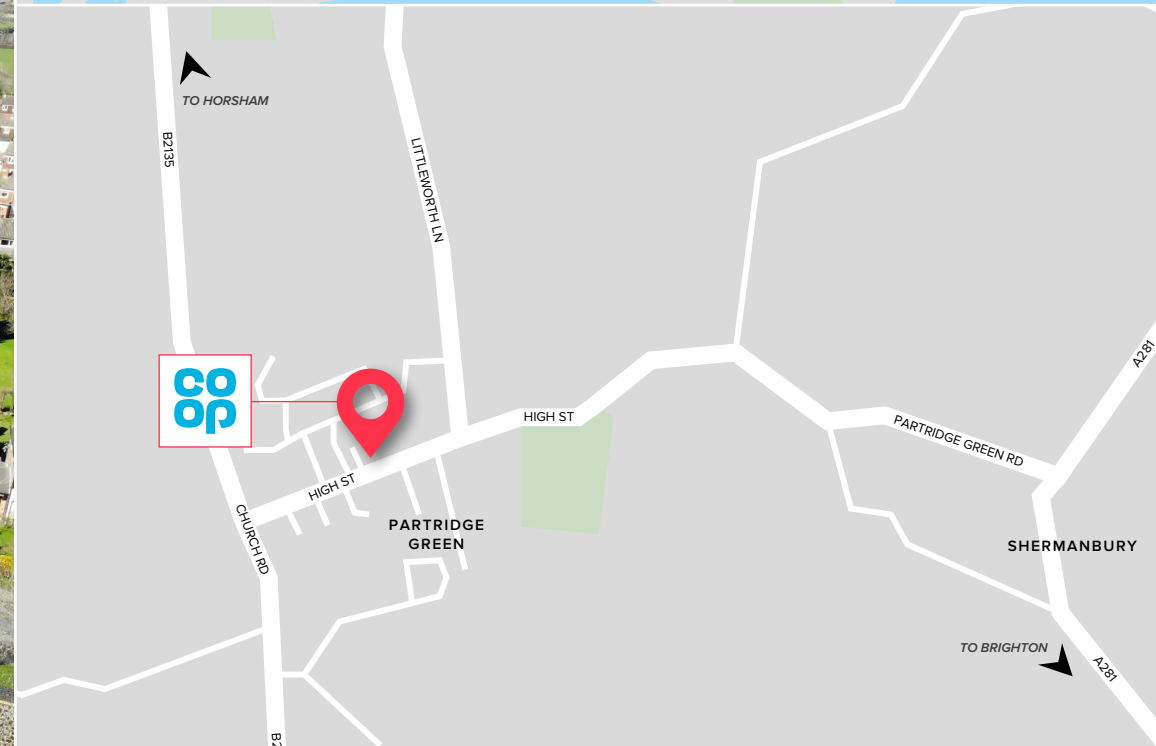 TO HORSHAM
B2135
LITTLEWORTH LN
A281
co
op
HIGH ST
PARTRIDGE GREEN RD
HIGH ST
CHURCH RD
PARTRIDGE
GREEN
SHERMANBURY
TO BRIGHTON
A281